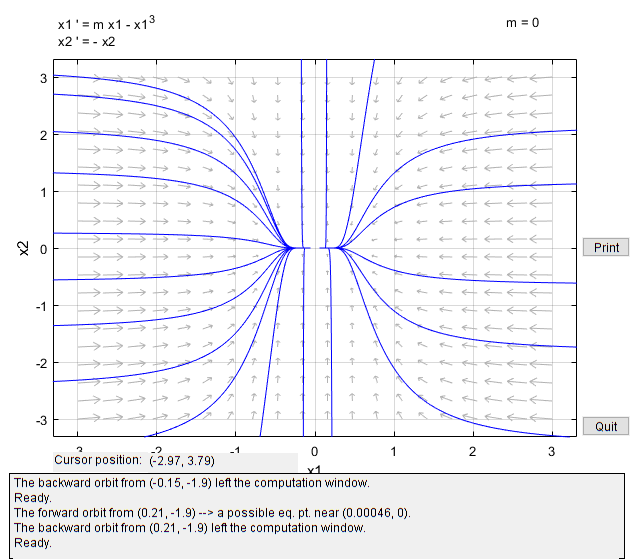 x1 ' = m x1 - x1³
m = 0
x2 ' = - x2
3
2
1
x2
0
Print
-1
-2
-3
Quit
-3 -2 -1 0 1 2 3
Cursor position: (-2.97, 3.79)
x1
The backward orbit from (-0.15, -1.9) left the computation window.
Ready.
The forward orbit from (0.21, -1.9) --> a possible eq. pt. near (0.00046, 0).
The backward orbit from (0.21, -1.9) left the computation window.
Ready.